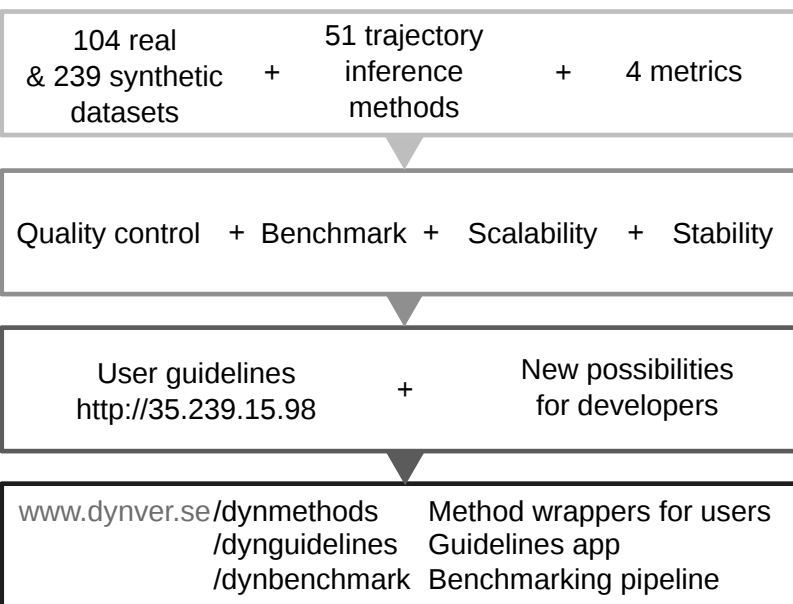 104 real
& 239 synthetic
datasets
+
51 trajectory
inference
methods
+
4 metrics
Quality control + Benchmark + Scalability + Stability
User guidelines
http://35.239.15.98
+
New possibilities
for developers
www.dynver.se/dynmethods Method wrappers for users
/dynguidelines Guidelines app
/dynbenchmark Benchmarking pipeline